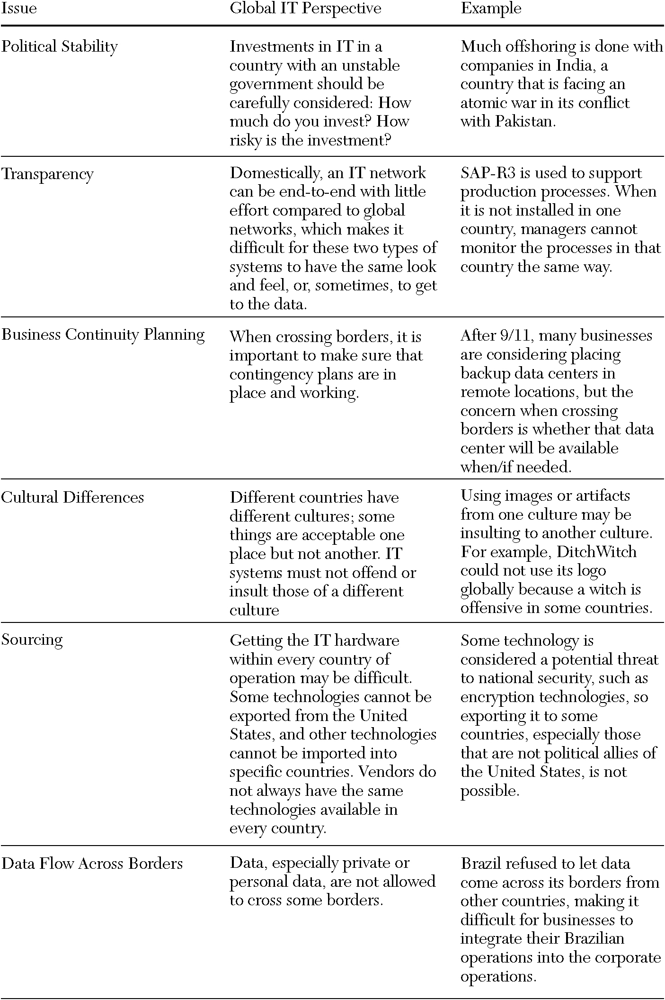 Issue
Global IT Perspective
Example
Political Stability
Investments in IT in a
country with an unstable
government should be
carefully considered: How
much do you invest? How
risky is the investment?
Much offshoring is done with
companies in India, a
country that is facing an
atomic war in its conflict
with Pakistan.
Transparency
Domestically, an IT network
can be end-to-end with little
effort compared to global
networks, which makes it
difficult for these two types of
systems to have the same look
and feel, or, sometimes, to get
to the data.
SAP-R3 is used to support
production processes. When
it is not installed in one
country, managers cannot
monitor the processes in that
country the same way.
Business Continuity Planning
When crossing borders, it is
important to make sure that
contingency plans are in
place and working.
After 9/11, many businesses
are considering placing
backup data centers in
remote locations, but the
concern when crossing
borders is whether that data
center will be available
when/if needed.
Cultural Differences
Different countries have
different cultures; some
things are acceptable one
place but not another. IT
systems must not offend or
insult those of a different
culture
Using images or artifacts
from one culture may be
insulting to another culture.
For example, DitchWitch
could not use its logo
globally because a witch is
offensive in some countries.
Sourcing
Getting the IT hardware
within every country of
operation may be difficult.
Some technologies cannot be
exported from the United
States, and other technologies
cannot be imported into
specific countries. Vendors do
not always have the same
technologies available in
every country.
Some technology is
considered a potential threat
to national security, such as
encryption technologies, so
exporting it to some
countries, especially those
that are not political allies of
the United States, is not
possible.
Data Flow Across Borders
Data, especially private or
personal data, are not allowed
to cross some borders.
Brazil refused to let data
come across its borders from
other countries, making it
difficult for businesses to
integrate their Brazilian
operations into the corporate
operations.